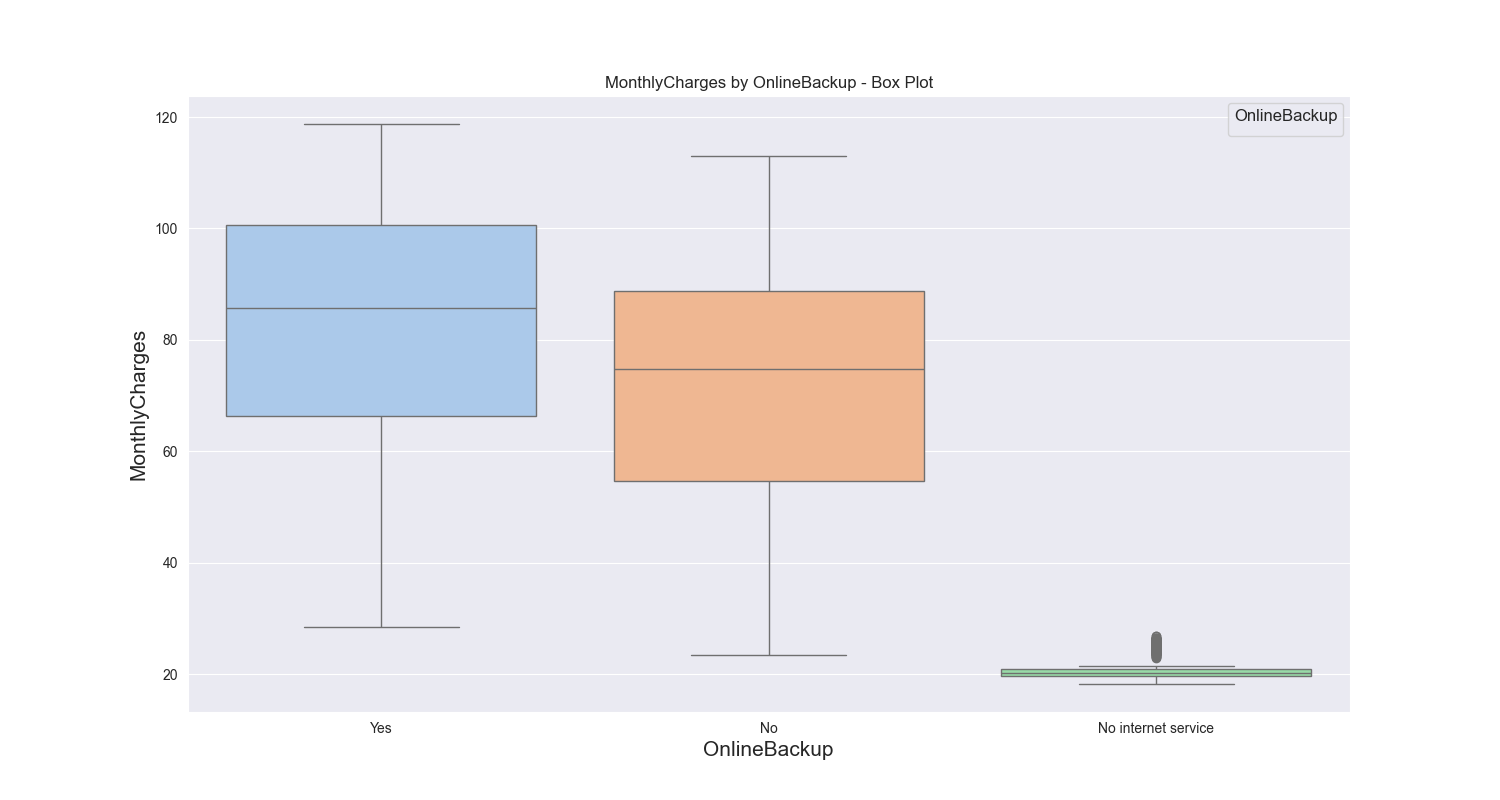 MonthlyCharges by OnlineBackup - Box Plot
OnlineBackup
120
100
80
60
40
20
MonthlyCharges
Yes
No
No internet service
OnlineBackup